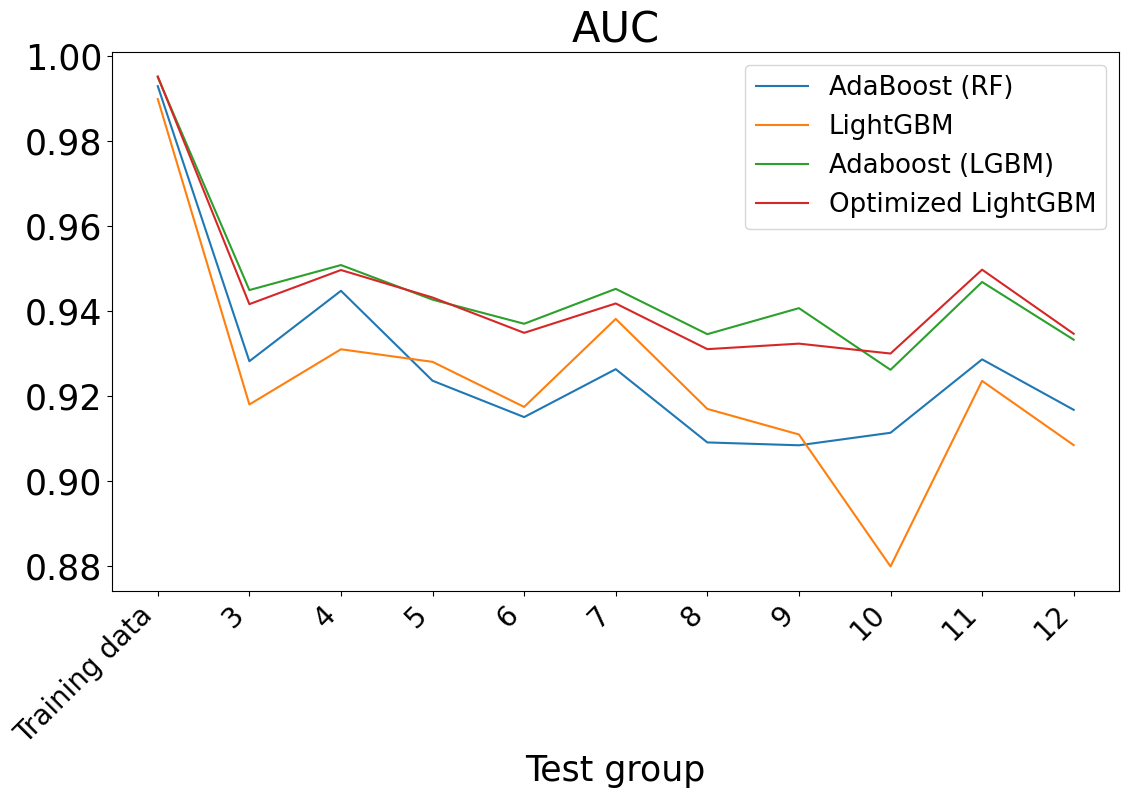 AUC
1.00
0.98
0.96
0.94
0.92
0.90
0.88
AdaBoost (RF)
LightGBM
Adaboost (LGBM)
Optimized LightGBM
Training data
3
4
5
6
7
8
9
10
11
12
Test group